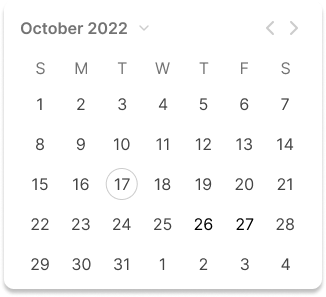 October 2022
S M T W T F S
1 2 3 4 5 6 7
8 9 10 11 12 13 14
15 16 17 18 19 20 21
22 23 24 25 26 27 28
29 30 31 1 2 3 4